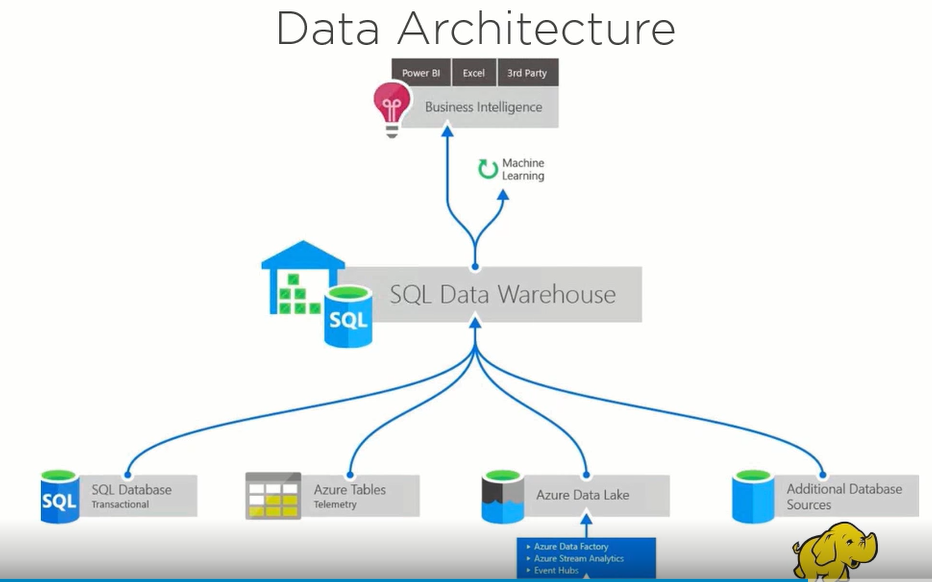 Data Architecture
Power BI
Excel
3rd Party
Business Intelligence
Machine
Learning
SQL Data Warehouse
SQL
SQL
SQL Database
Transactional
Azure Tables
Telemetry
Azure Data Lake
Additional Database
Sources
Azure Data Factory
Azure Stream Analytics
Event Hubs